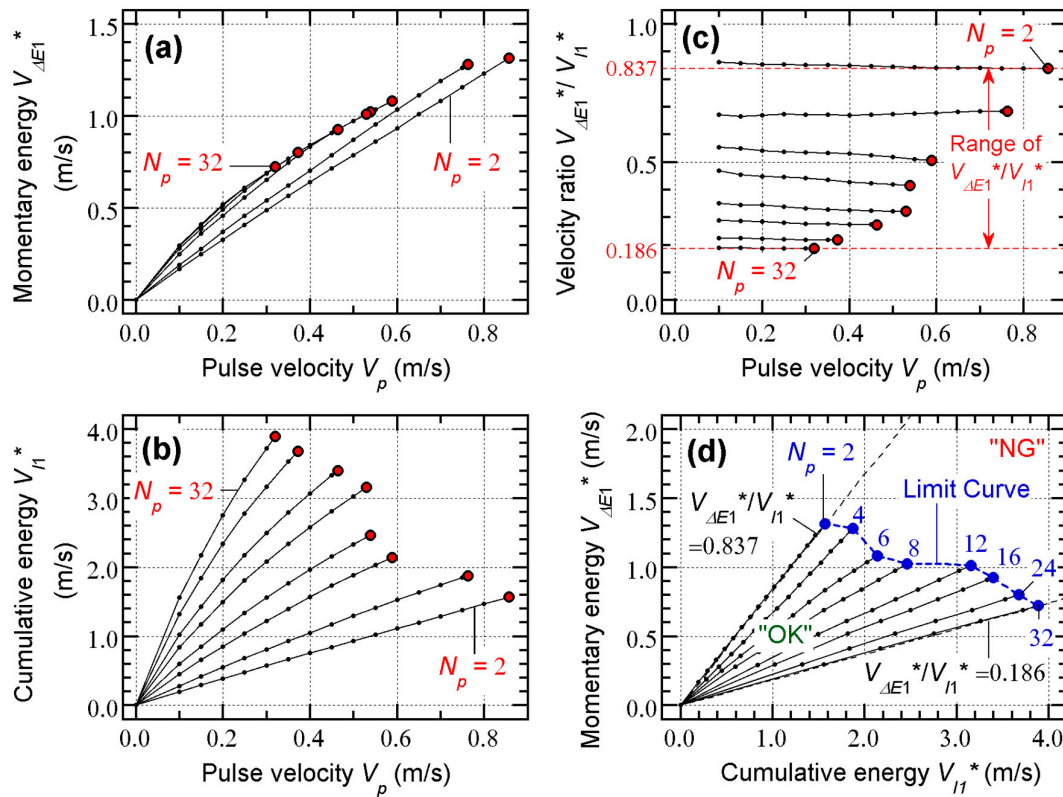 (a)
Momentary energy V_ΔE1*
(m/s)
1.5
1.0
0.5
0.0
N_p = 32
N_p = 2
0.0 0.2 0.4 0.6 0.8
Pulse velocity V_p (m/s)
(c)
Velocity ratio V_ΔE1*/V_I1*
1.0
0.837
0.5
0.186
0.0
N_p = 2
Range of
V_ΔE1*/V_I1*
N_p = 32
0.0 0.2 0.4 0.6 0.8
Pulse velocity V_p (m/s)
(b)
Cumulative energy V_I1*
(m/s)
4.0
3.0
2.0
1.0
0.0
N_p = 32
N_p = 2
0.0 0.2 0.4 0.6 0.8
Pulse velocity V_p (m/s)
(d)
Momentary energy V_ΔE1* (m/s)
2.0
1.5
1.0
0.5
0.0
N_p = 2
"NG"
V_ΔE1*/V_I1*
=0.837
Limit Curve
4
6
8
12
16
24
32
"OK"
V_ΔE1*/V_I1*=0.186
0.0 1.0 2.0 3.0 4.0
Cumulative energy V_I1* (m/s)